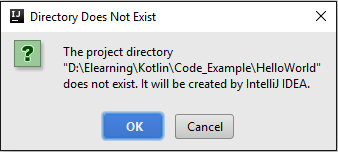 Directory Does Not Exist
The project directory
"D:\Elearning\Kotlin\Code_Example\HelloWorld"
does not exist. It will be created by IntelliJ IDEA.
OK Cancel